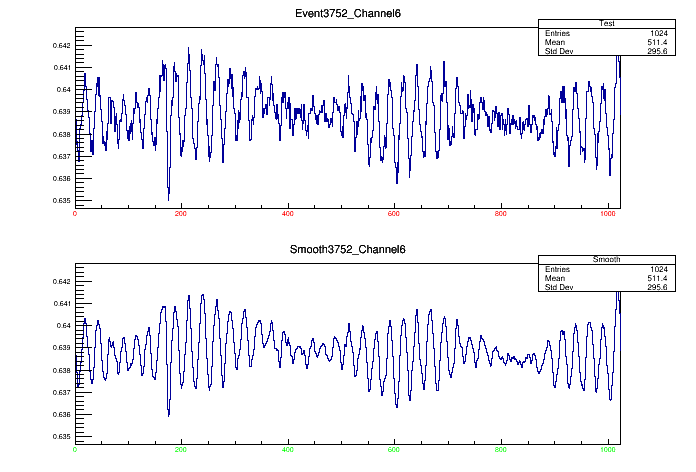 Event3752_Channel6
Test
Entries 1024
Mean 511.4
Std Dev 295.6
0.642
0.641
0.64
0.639
0.638
0.637
0.636
0.635
0 200 400 600 800 1000
Smooth3752_Channel6
Smooth
Entries 1024
Mean 511.4
Std Dev 295.6
0.642
0.641
0.64
0.639
0.638
0.637
0.636
0.635
0 200 400 600 800 1000